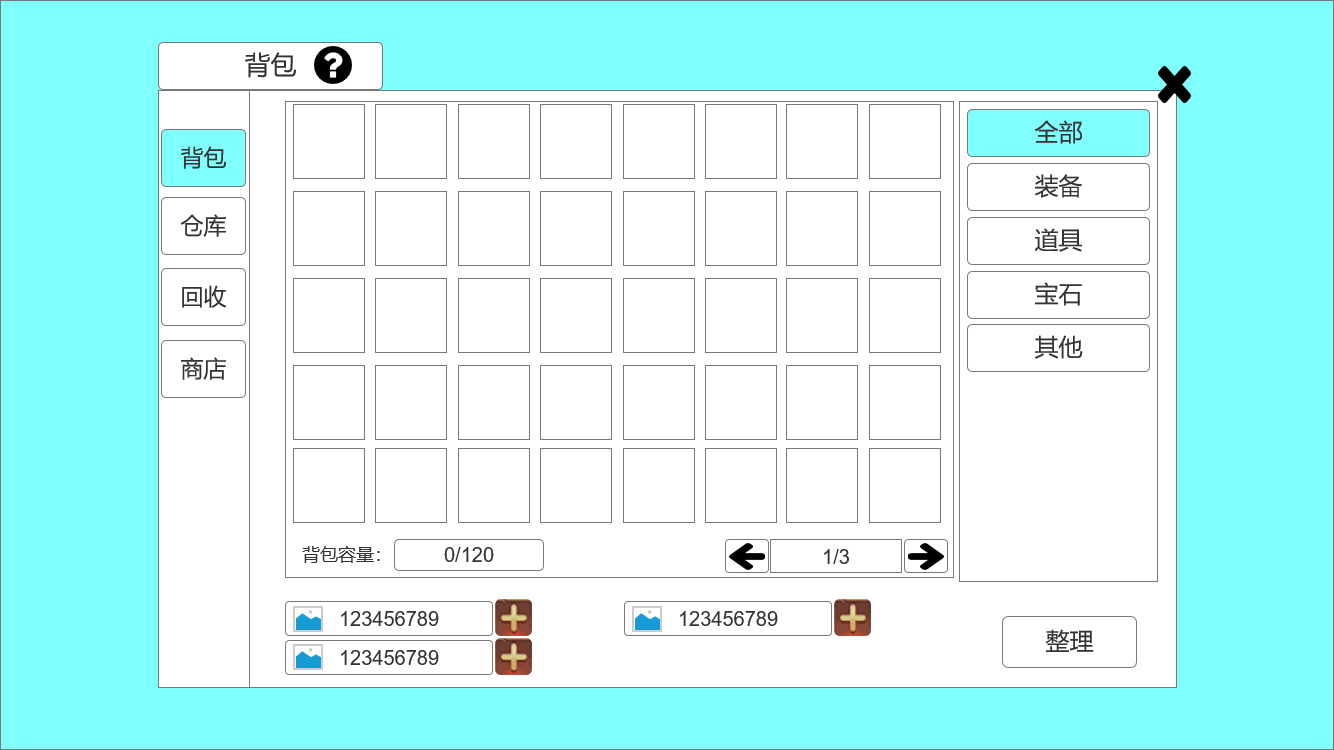 背包
背包
仓库
回收
商店
全部
装备
道具
宝石
其他
背包容量：
0/120
1/3
123456789
123456789
123456789
整理